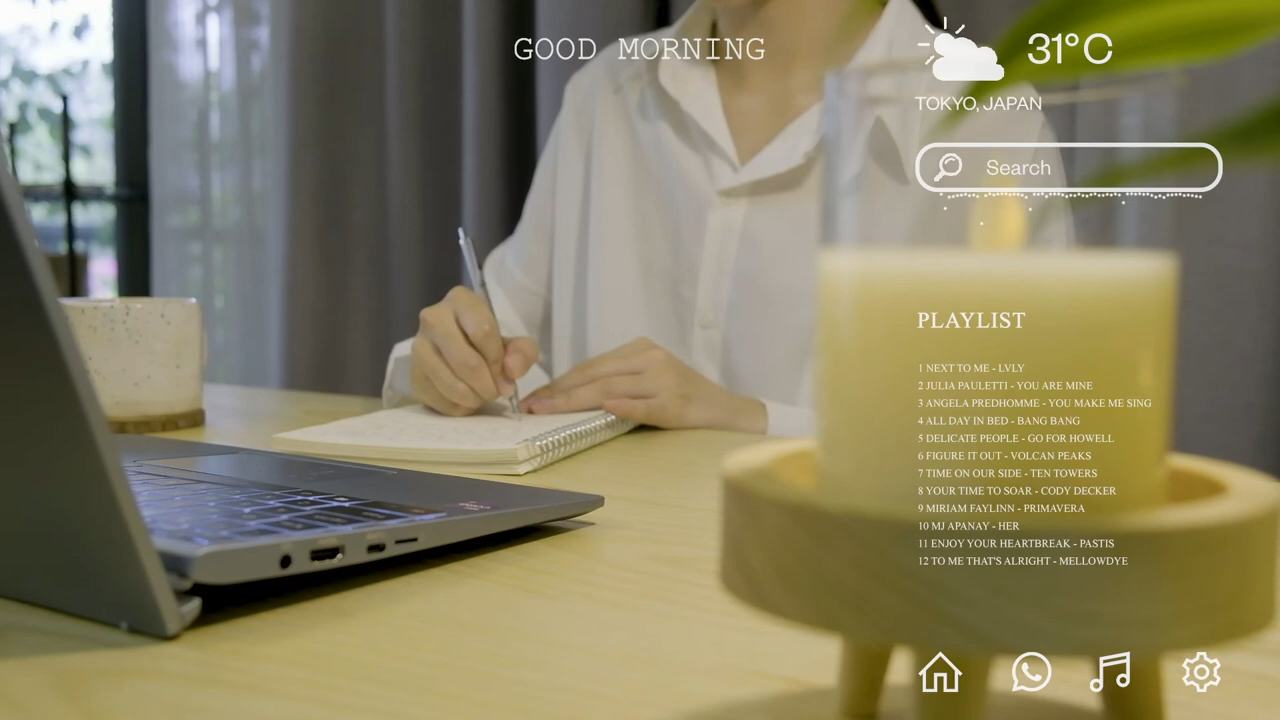 GOOD MORNING
31°C
TOKYO, JAPAN
Search
PLAYLIST
1 NEXT TO ME - LVLY
2 JULIA PAULETTI - YOU ARE MINE
3 ANGELA PREDHOMME - YOU MAKE ME SING
4 ALL DAY IN BED - BANG BANG
5 DELICATE PEOPLE - GO FOR HOWELL
6 FIGURE IT OUT - VOLCAN PEAKS
7 TIME ON OUR SIDE - TEN TOWERS
8 YOUR TIME TO SOAR - CODY DECKER
9 MIRIAM FAYLINN - PRIMAVERA
10 MJ APANAY - HER
11 ENJOY YOUR HEARTBREAK - PASTIS
12 TO ME THAT'S ALRIGHT - MELLOWDYE